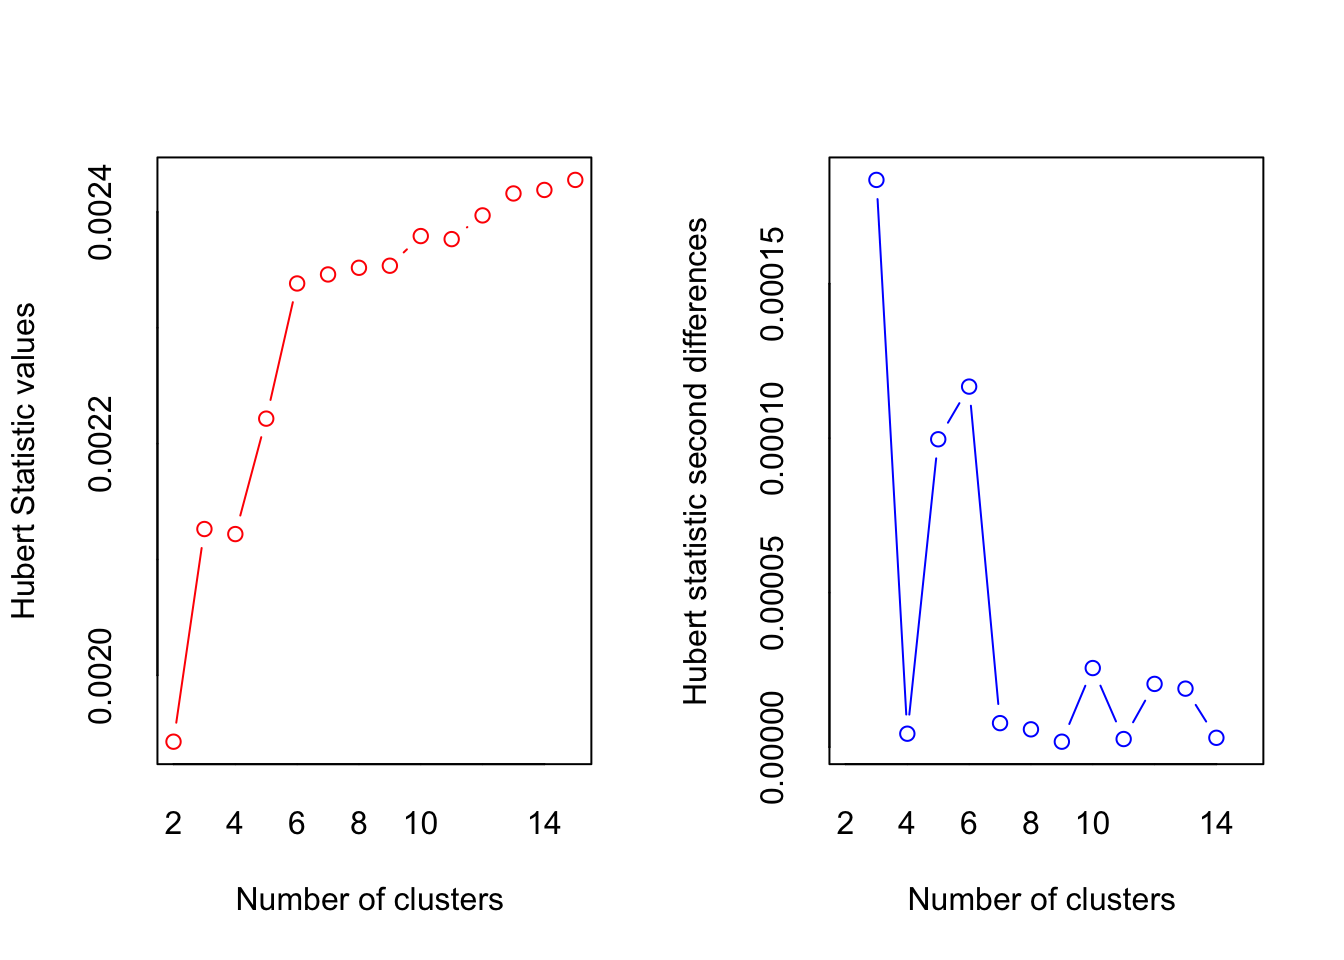 Hubert Statistic values
0.0020
0.0022
0.0024
2 4 6 8 10 14
Number of clusters
Hubert statistic second differences
0.00000
0.00005
0.00010
0.00015
2 4 6 8 10 14
Number of clusters